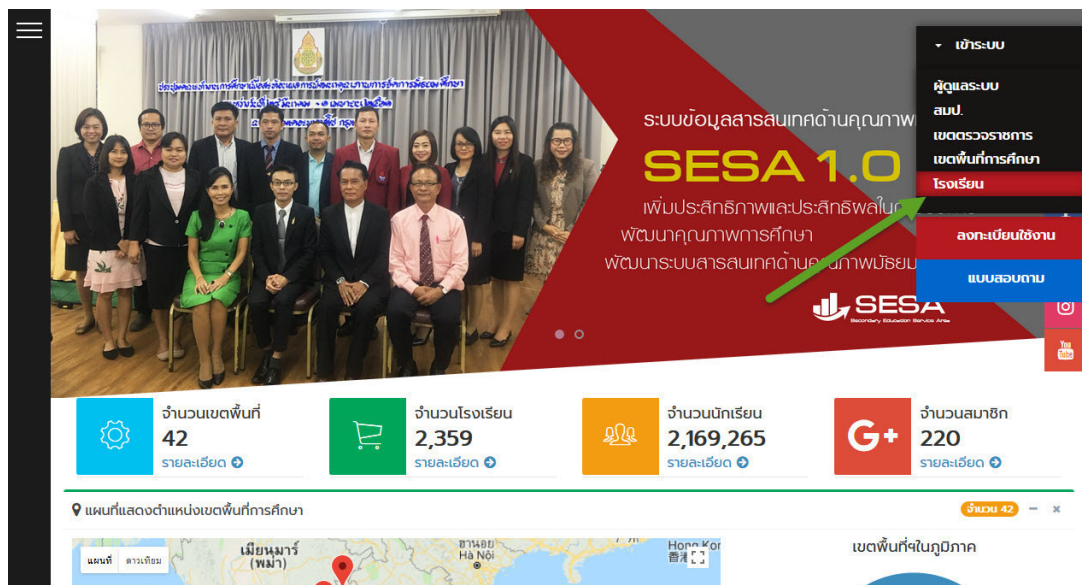 ระบบข้อมูลสารสนเทศด้านคุณภาพ
SESA 1.0
เพิ่มประสิทธิภาพและประสิทธิผลใน
พัฒนาคุณภาพการศึกษา
พัฒนาระบบสารสนเทศด้านคุณภาพมัธยม
SESA
Secondary Education Service Area
เข้าระบบ
ผู้ดูแลระบบ
สมป.
เขตตรวจราชการ
เขตพื้นที่การศึกษา
โรงเรียน
ลงทะเบียนใช้งาน
แบบสอบถาม
You
Tube
จำนวนเขตพื้นที่
42
รายละเอียด
จำนวนโรงเรียน
2,359
รายละเอียด
จำนวนนักเรียน
2,169,265
รายละเอียด
G+
จำนวนสมาชิก
220
รายละเอียด
แผนที่แสดงตำแหน่งเขตพื้นที่การศึกษา
จำนวน 42
แผนที่ ดาวเทียม
เมียนมาร์
(พม่า)
ฮานอย
Hà Nội
Hong Kong
香港
เขตพื้นที่ฯในภูมิภาค